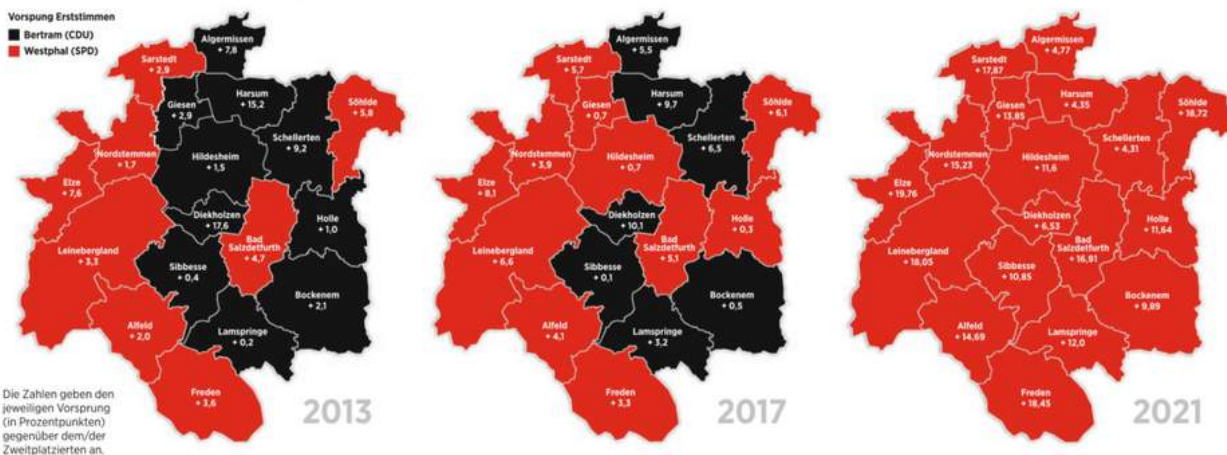 Vorspung Erststimmen
Bertram (CDU)
Westphal (SPD)
Algermissen
+ 7,8
Sarstedt
+ 2,9
Harsum
+ 15,2
Giesen
+ 2,9
Söhlde
+ 5,8
Schellerten
+ 9,2
Nordstemmen
+ 1,7
Hildesheim
+ 1,5
Elze
+ 7,6
Diekholzen
+ 17,6
Holle
+ 1,0
Bad
Salzdetfurth
+ 4,7
Leinebergland
+ 3,3
Sibbesse
+ 0,4
Bockenem
+ 2,1
Alfeld
+ 2,0
Lamspringe
+ 0,2
Freden
+ 3,6
2013
Die Zahlen geben den
jeweiligen Vorsprung
(in Prozentpunkten)
gegenüber dem/der
Zweitplatzierten an.
Algermissen
+ 5,5
Sarstedt
+ 5,7
Harsum
+ 9,7
Giesen
+ 0,7
Söhlde
+ 6,1
Schellerten
+ 6,5
Nordstemmen
+ 3,9
Hildesheim
+ 0,7
Elze
+ 8,1
Diekholzen
+ 10,1
Holle
+ 0,3
Bad
Salzdetfurth
+ 5,1
Leinebergland
+ 6,6
Sibbesse
+ 0,1
Bockenem
+ 0,5
Alfeld
+ 4,1
Lamspringe
+ 3,2
Freden
+ 3,3
2017
Algermissen
+ 4,77
Sarstedt
+ 17,87
Harsum
+ 4,35
Giesen
+ 13,85
Söhlde
+ 18,72
Schellerten
+ 4,31
Nordstemmen
+ 15,23
Hildesheim
+ 11,6
Elze
+ 19,76
Diekholzen
+ 6,53
Holle
+ 11,64
Bad
Salzdetfurth
+ 16,91
Leinebergland
+ 18,05
Sibbesse
+ 10,85
Bockenem
+ 9,89
Alfeld
+ 14,69
Lamspringe
+ 12,0
Freden
+ 18,45
2021